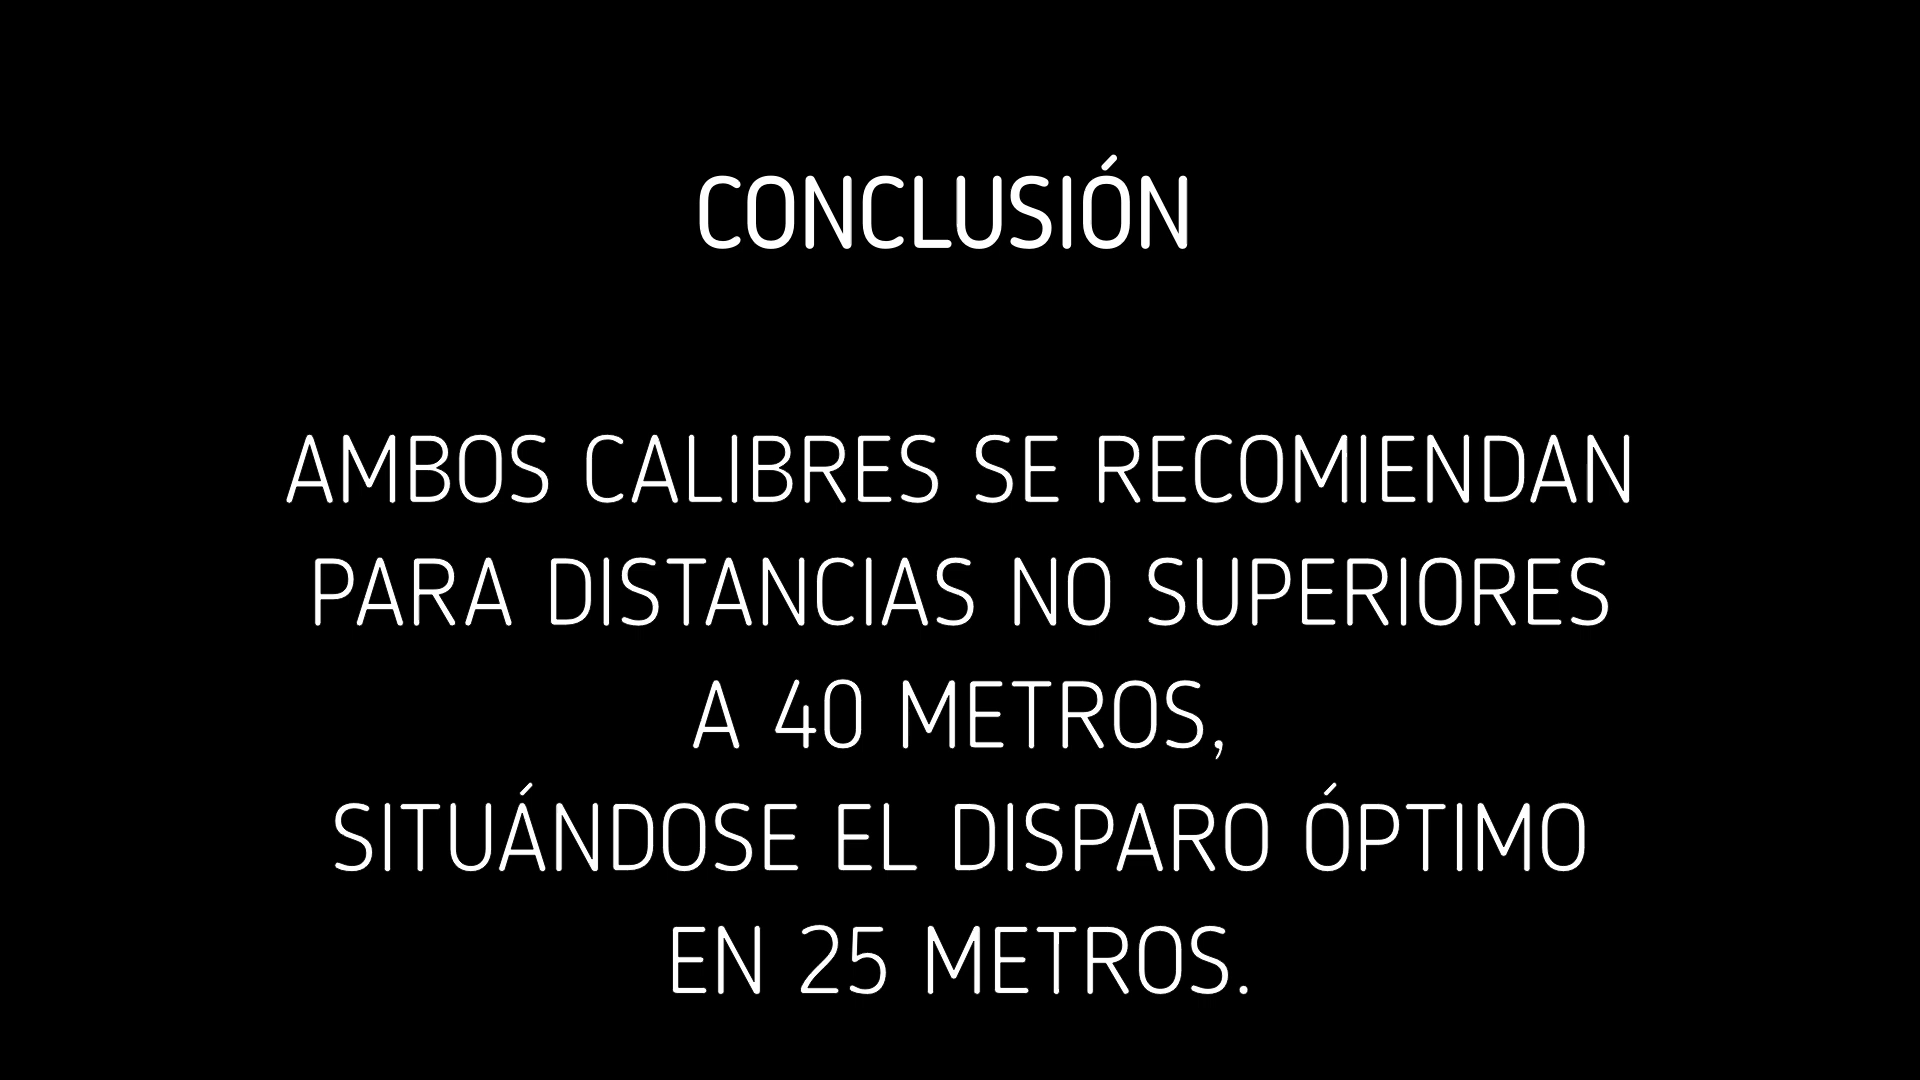 CONCLUSIÓN
AMBOS CALIBRES SE RECOMIENDAN
PARA DISTANCIAS NO SUPERIORES
A 40 METROS,
SITUÁNDOSE EL DISPARO ÓPTIMO
EN 25 METROS.